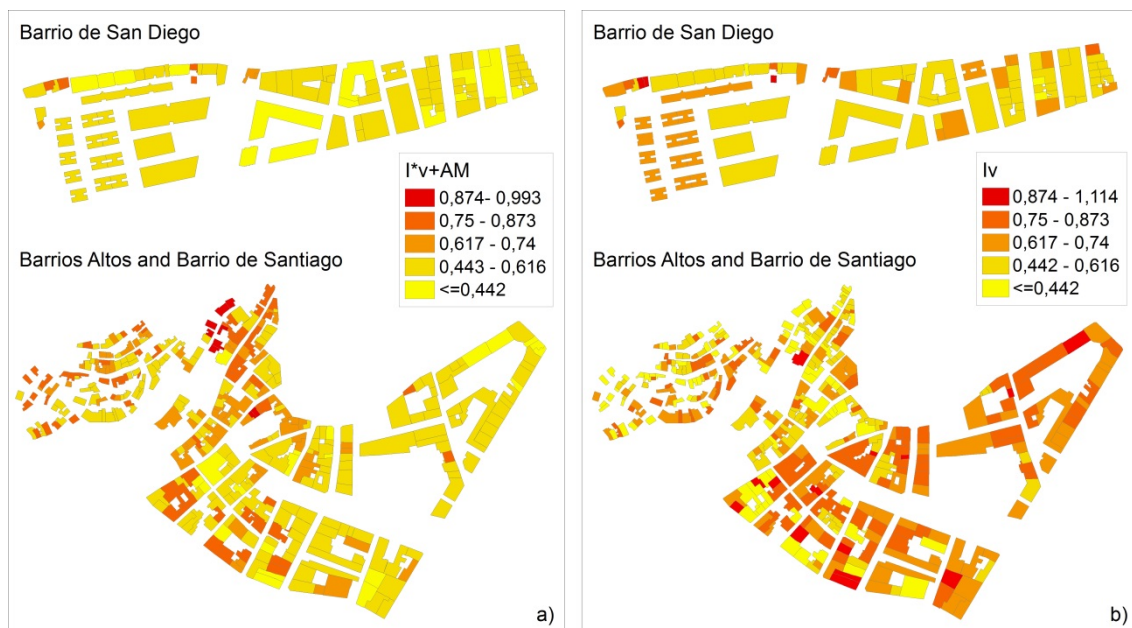 Barrio de San Diego
I*v+AM
0,874- 0,993
0,75 - 0,873
0,617 - 0,74
0,443 - 0,616
<=0,442
Barrios Altos and Barrio de Santiago
a)
Barrio de San Diego
Iv
0,874 - 1,114
0,75 - 0,873
0,617 - 0,74
0,442 - 0,616
<=0,442
Barrios Altos and Barrio de Santiago
b)